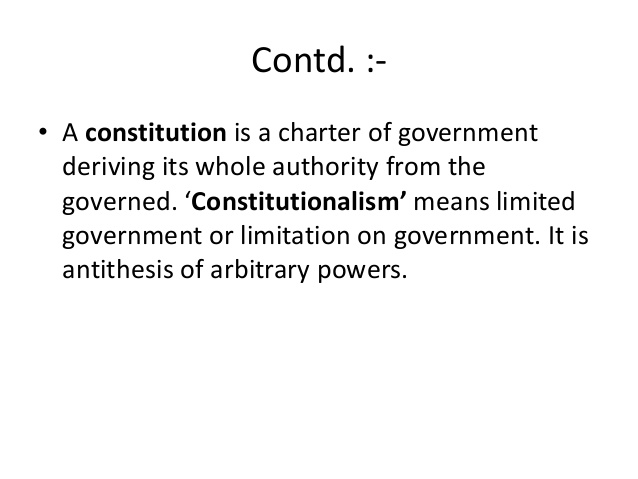 Contd. :-
• A constitution is a charter of government
deriving its whole authority from the
governed. ‘Constitutionalism’ means limited
government or limitation on government. It is
antithesis of arbitrary powers.